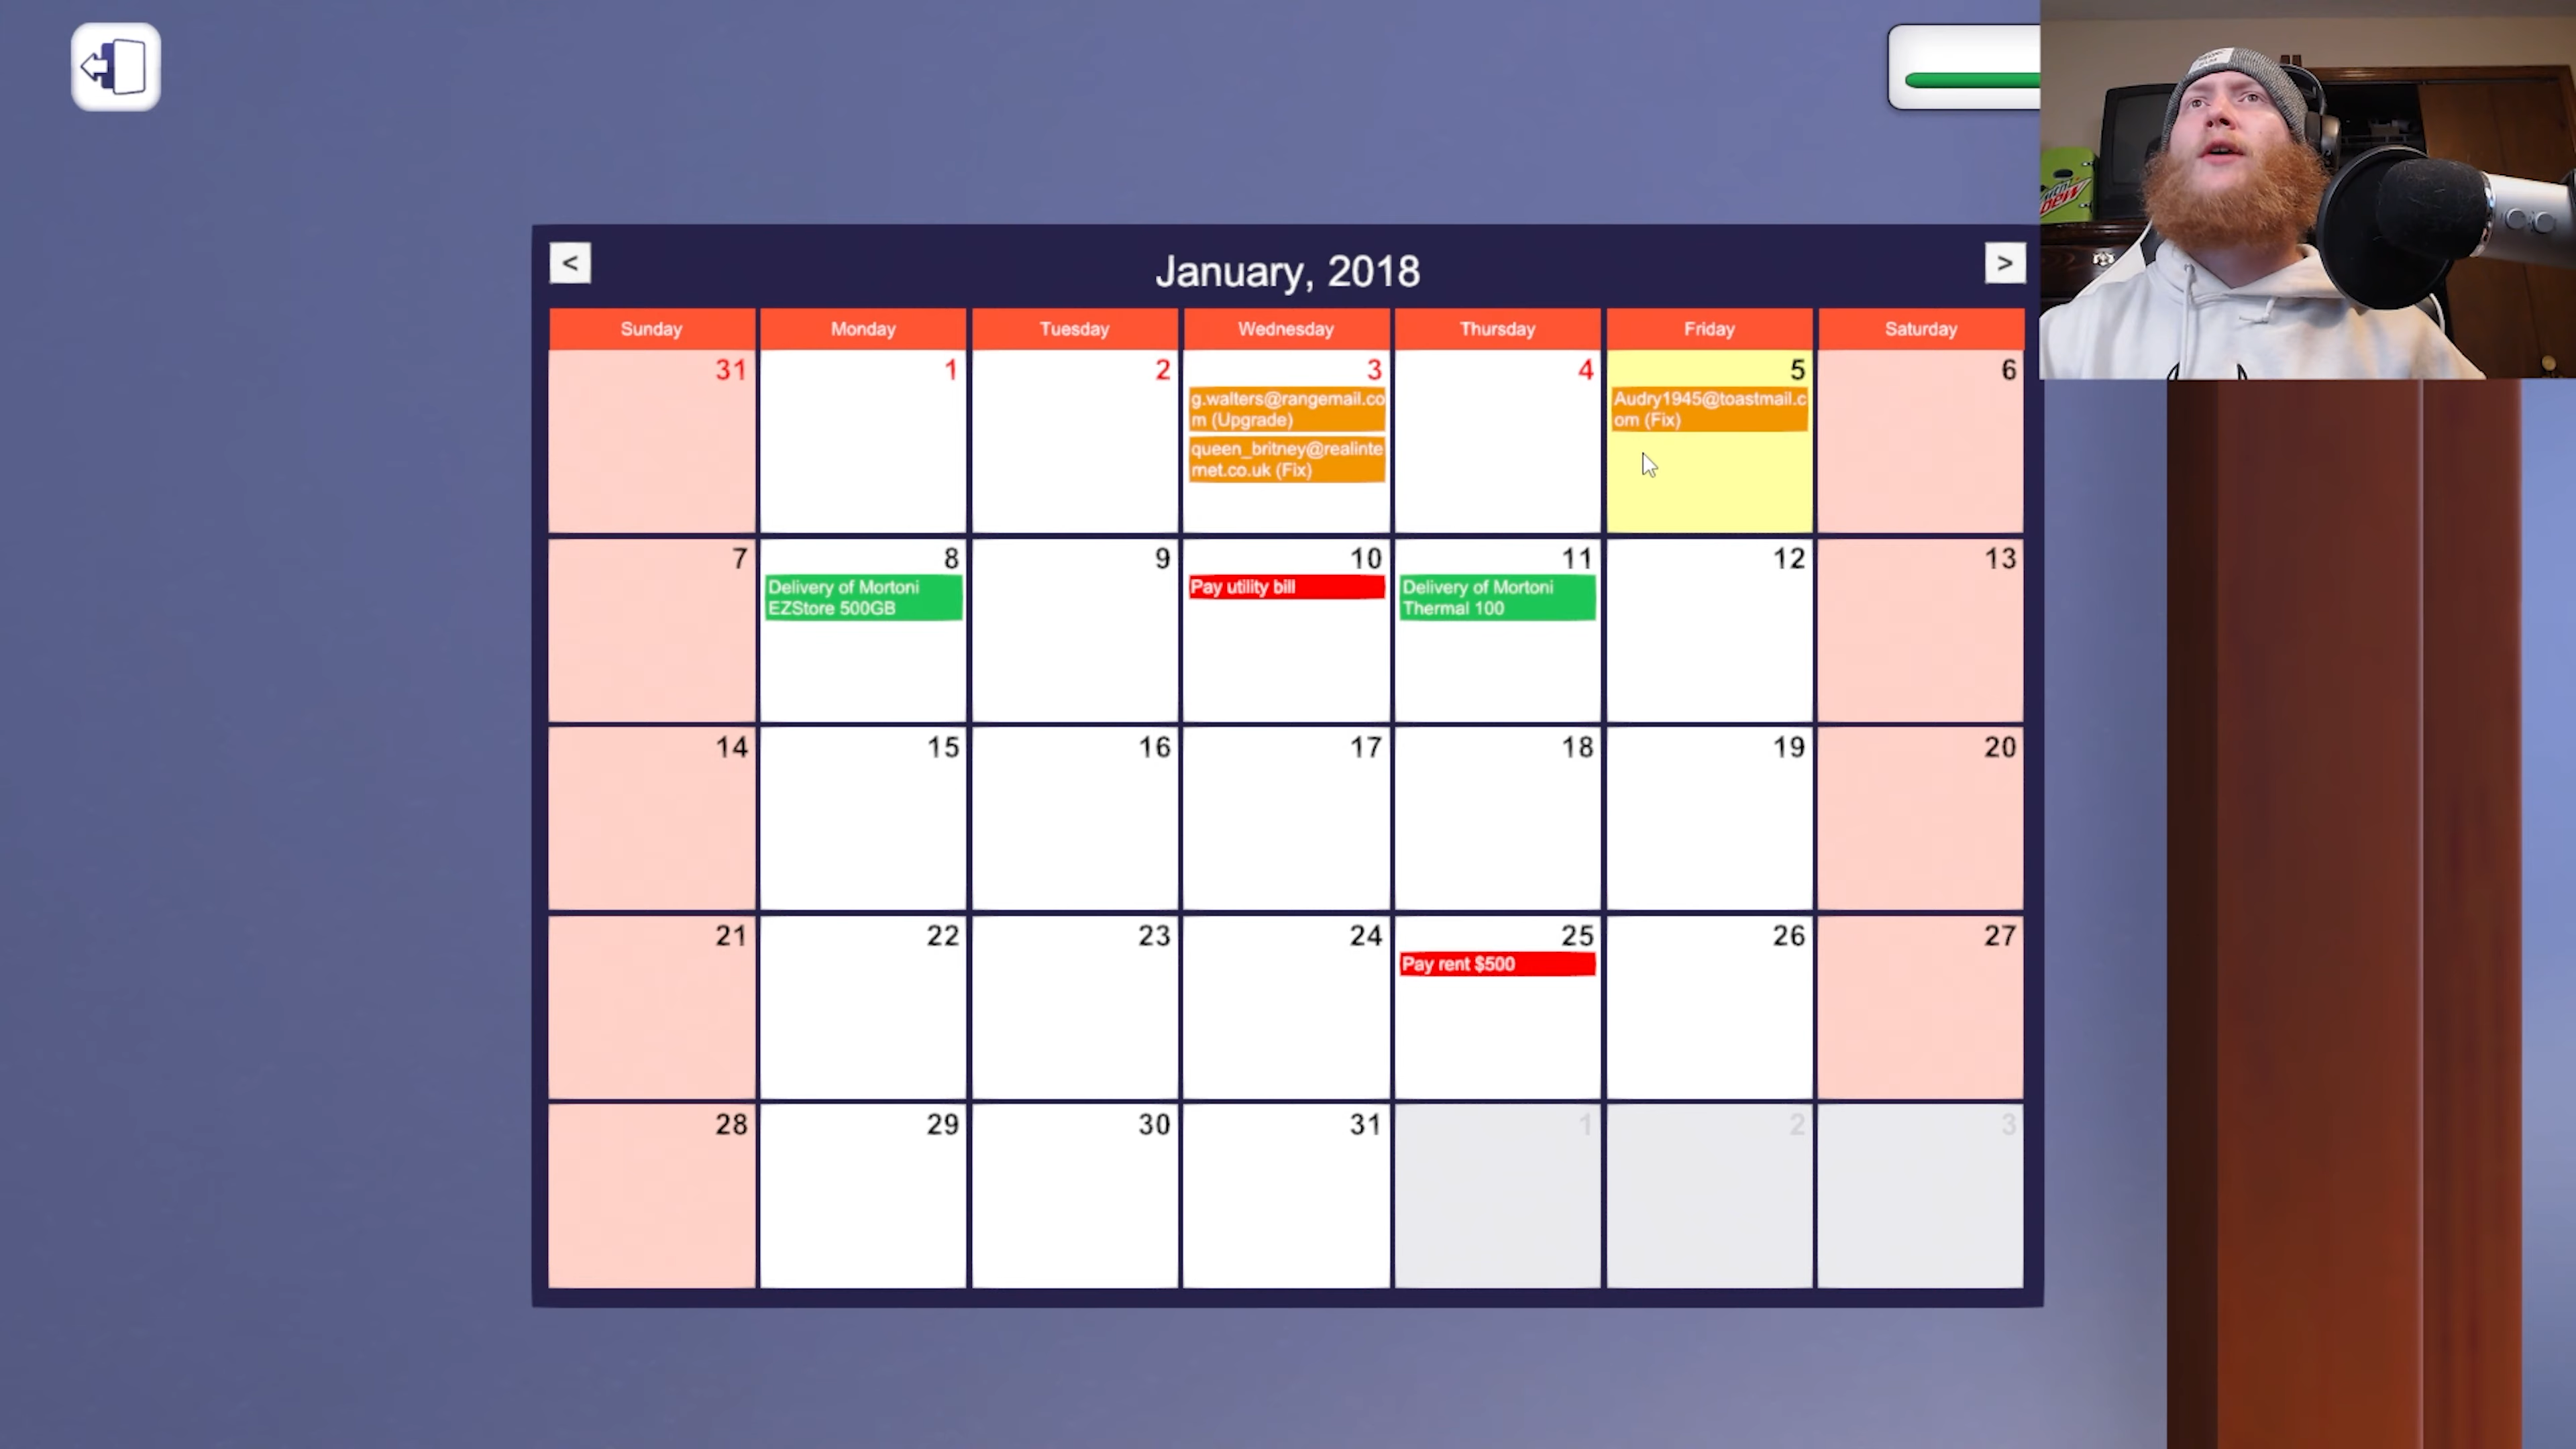 <
January, 2018
>
Sunday
Monday
Tuesday
Wednesday
Thursday
Friday
Saturday
31
1
2
3
g.walters@rangemail.co
m (Upgrade)
queen_britney@realinte
rnet.co.uk (Fix)
4
5
Audry1945@toastmail.c
om (Fix)
6
7
8
Delivery of Mortoni
EZStore 500GB
9
10
Pay utility bill
11
Delivery of Mortoni
Thermal 100
12
13
14
15
16
17
18
19
20
21
22
23
24
25
Pay rent $500
26
27
28
29
30
31
1
2
3